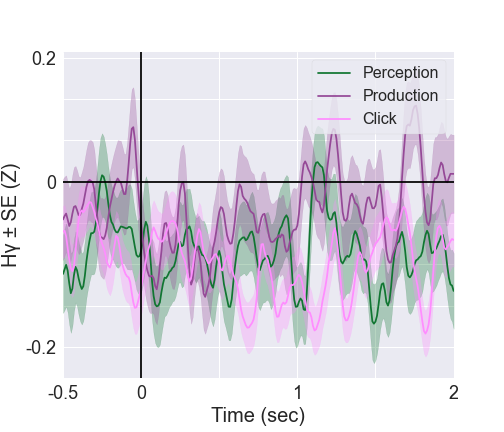 0.2
Perception
Production
Click
0
-0.2
Hγ ± SE (Z)
-0.5 0 1 2
Time (sec)